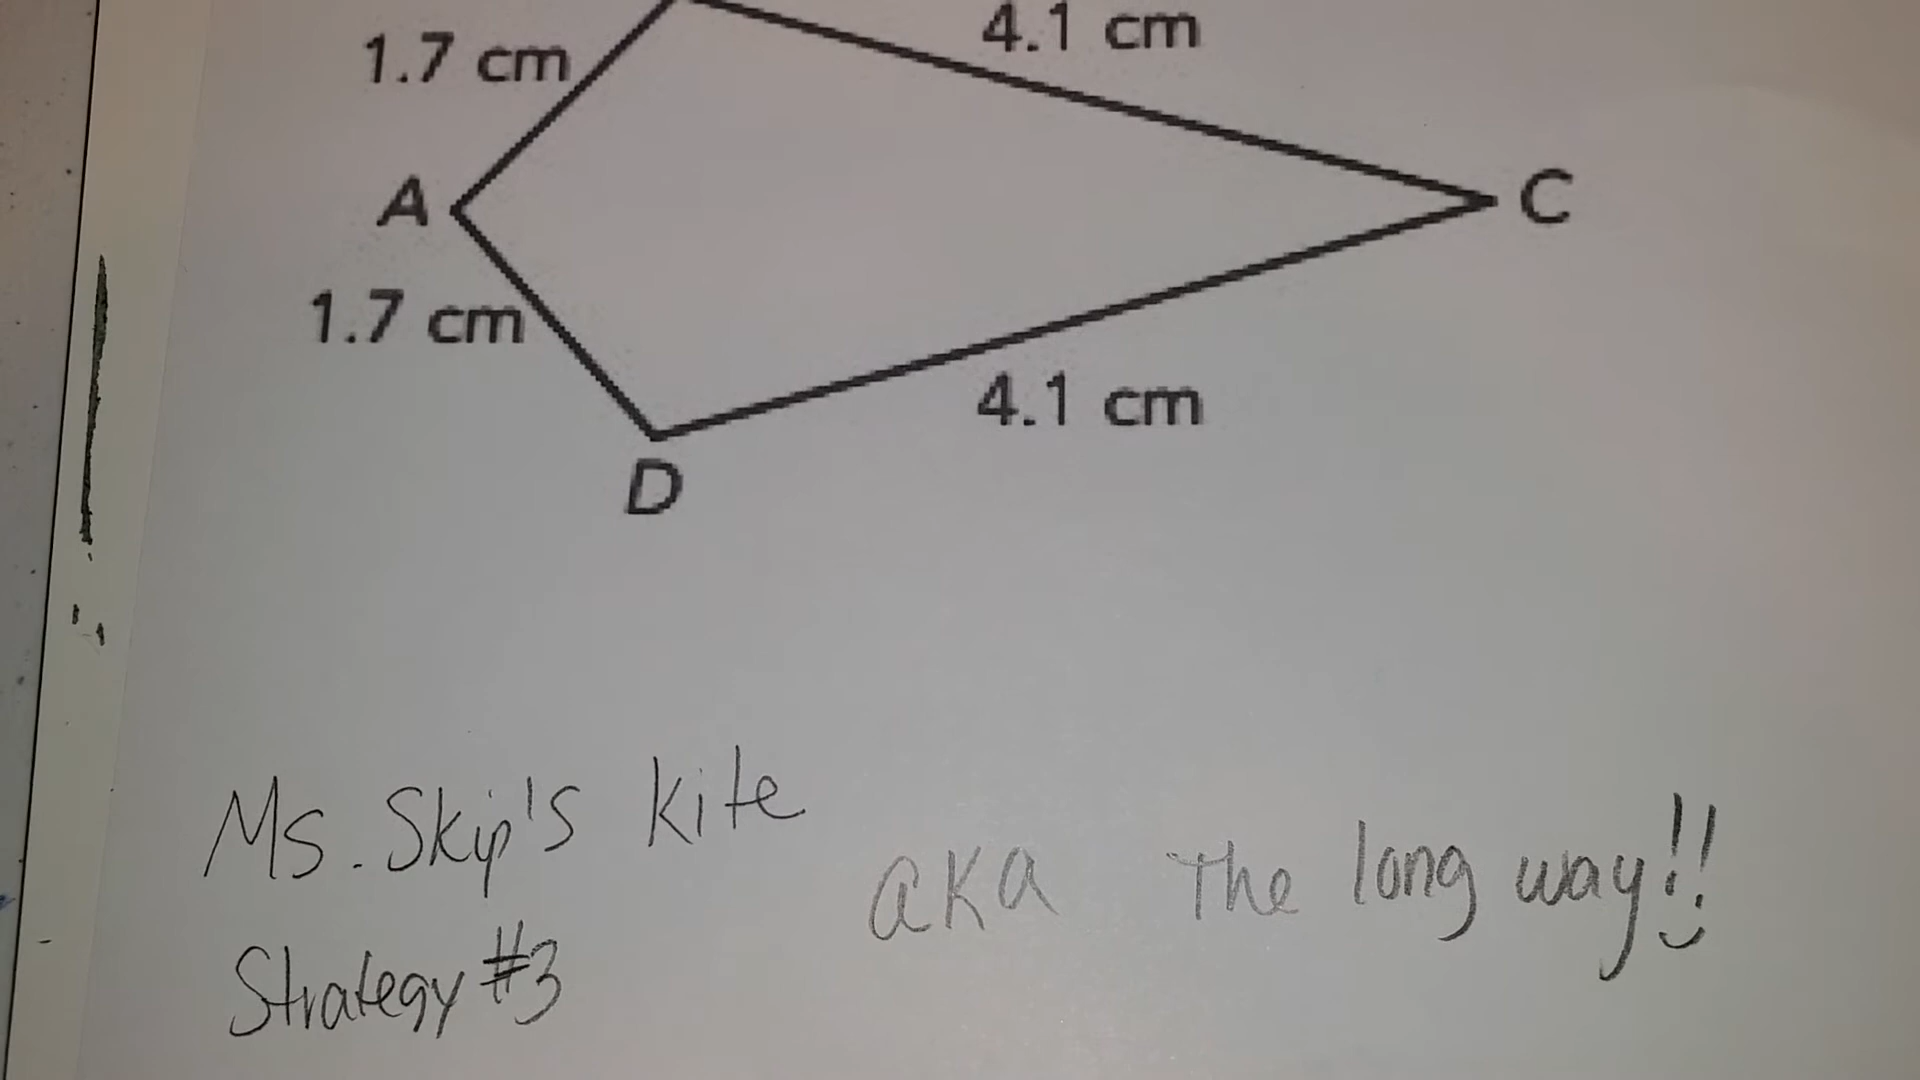 4.1 cm
1.7 cm
A
C
1.7 cm
4.1 cm
D
Ms. Skip's Kite
aKa The long way!!
Strategy #3